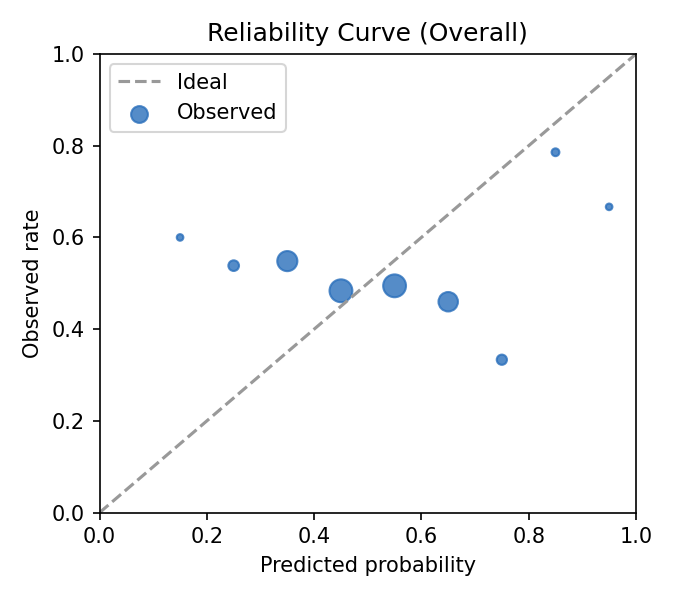 Reliability Curve (Overall)
Ideal
Observed
1.0
0.8
0.6
0.4
0.2
0.0
Observed rate
0.0 0.2 0.4 0.6 0.8 1.0
Predicted probability